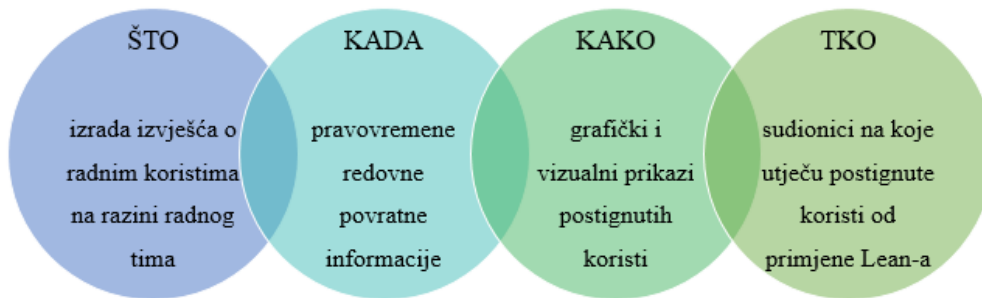 ŠTO
izrada izvješća o
radnim koristima
na razini radnog
tima
KADA
pravovremene
redovne
povratne
informacije
KAKO
grafički i
vizualni prikazi
postignutih
koristi
TKO
sudionici na koje
utječu postignute
koristi od
primjene Lean-a